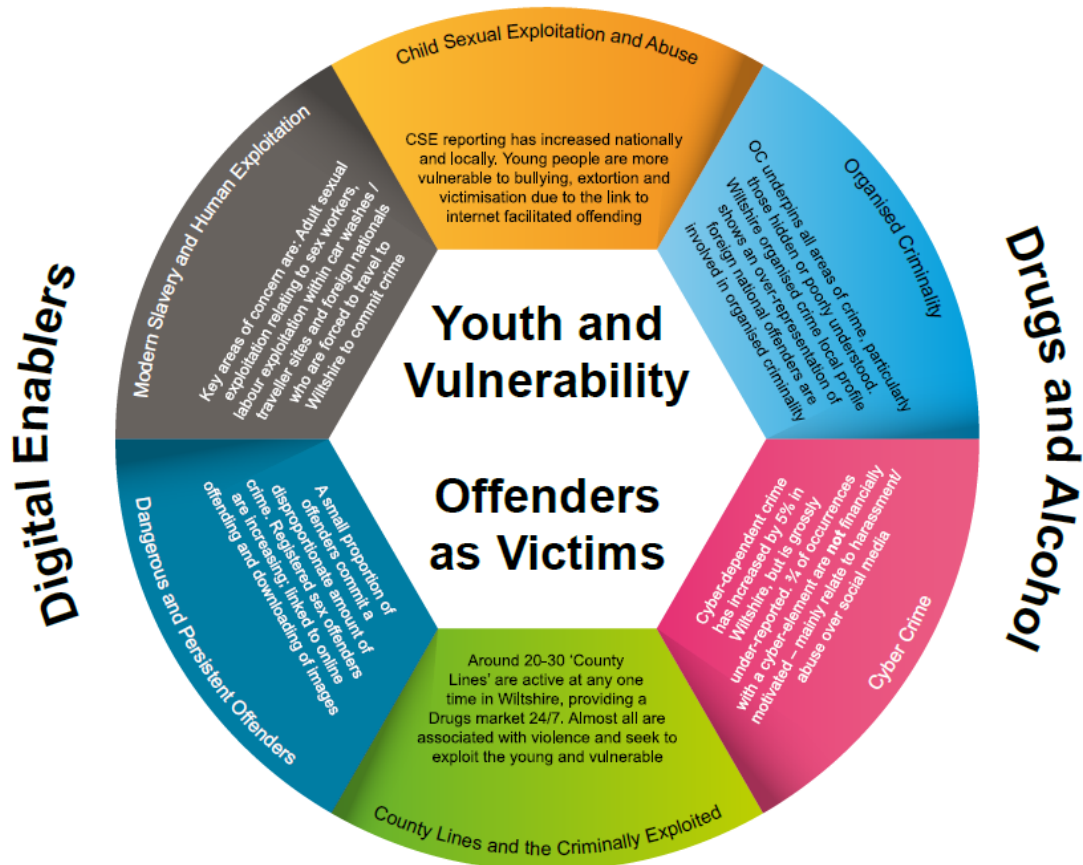 Child Sexual Exploitation and Abuse
CSE reporting has increased nationally
and locally. Young people are more
vulnerable to bullying, extortion and
victimisation due to the link to
internet facilitated offending
Organised Criminality
OC underpins all areas of crime, particularly
those hidden or poorly understood.
Wiltshire organised crime local profile
shows an over-representation of
foreign national offenders are
involved in organised criminality
Drugs and Alcohol
Cyber Crime
Cyber-dependent crime
has increased by 5% in
Wiltshire, but is grossly
under-reported. ¾ of occurrences
with a cyber-element are not financially
motivated – mainly relate to harassment/
abuse over social media
County Lines and the Criminally Exploited
Around 20-30 ‘County
Lines’ are active at any one
time in Wiltshire, providing a
Drugs market 24/7. Almost all are
associated with violence and seek to
exploit the young and vulnerable
Dangerous and Persistent Offenders
A small proportion of
offenders commit a
disproportionate amount of
crime. Registered sex offenders
are increasing; linked to online
offending and downloading of images
Digital Enablers
Modern Slavery and Human Exploitation
Key areas of concern are: Adult sexual
exploitation relating to sex workers,
labour exploitation within car washes /
traveller sites and foreign nationals
who are forced to travel to
Wiltshire to commit crime
Youth and
Vulnerability
Offenders
as Victims